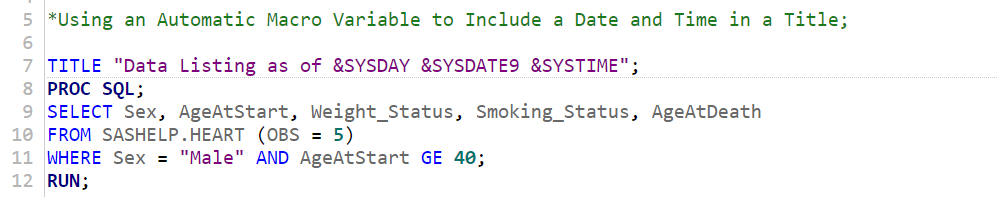 5 *Using an Automatic Macro Variable to Include a Date and Time in a Title;
6
7 TITLE "Data Listing as of &SYSDAY &SYSDATE9 &SYSTIME";
8 PROC SQL;
9 SELECT Sex, AgeAtStart, Weight_Status, Smoking_Status, AgeAtDeath
10 FROM SASHELP.HEART (OBS = 5)
11 WHERE Sex = "Male" AND AgeAtStart GE 40;
12 RUN;